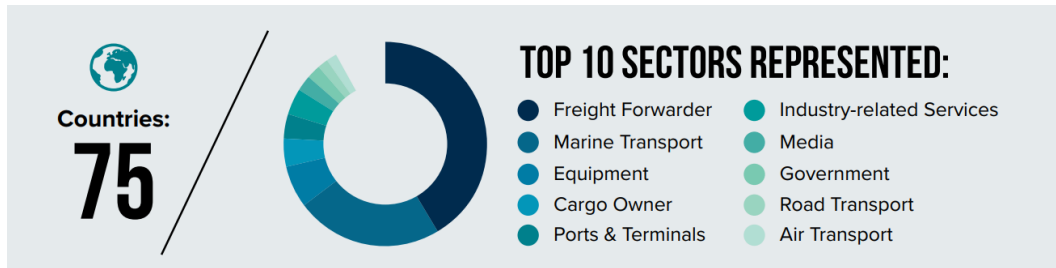 Countries:
75
TOP 10 SECTORS REPRESENTED:
Freight Forwarder
Marine Transport
Equipment
Cargo Owner
Ports & Terminals
Industry-related Services
Media
Government
Road Transport
Air Transport